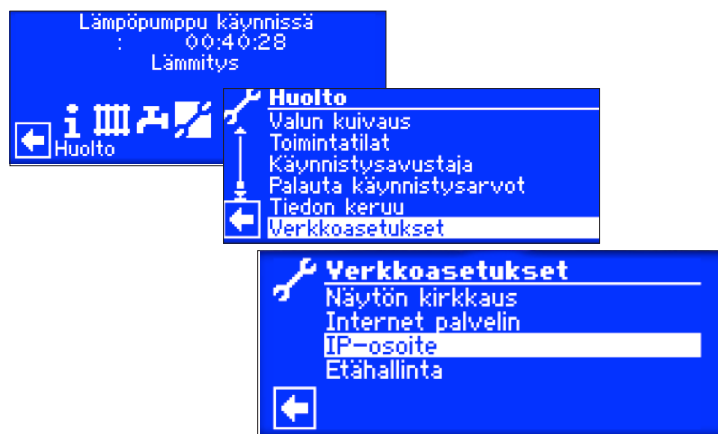 Lämpöpumppu käynnissä
: 00:40:28
Lämmitys
Huolto
Huolto
Valun kuivaus
Toimintatilat
Käynnistysavustaja
Palauta käynnistysarvot
Tiedon keruu
Verkkoasetukset
Verkkoasetukset
Näytön kirkkaus
Internet palvelin
IP-osoite
Etähallinta